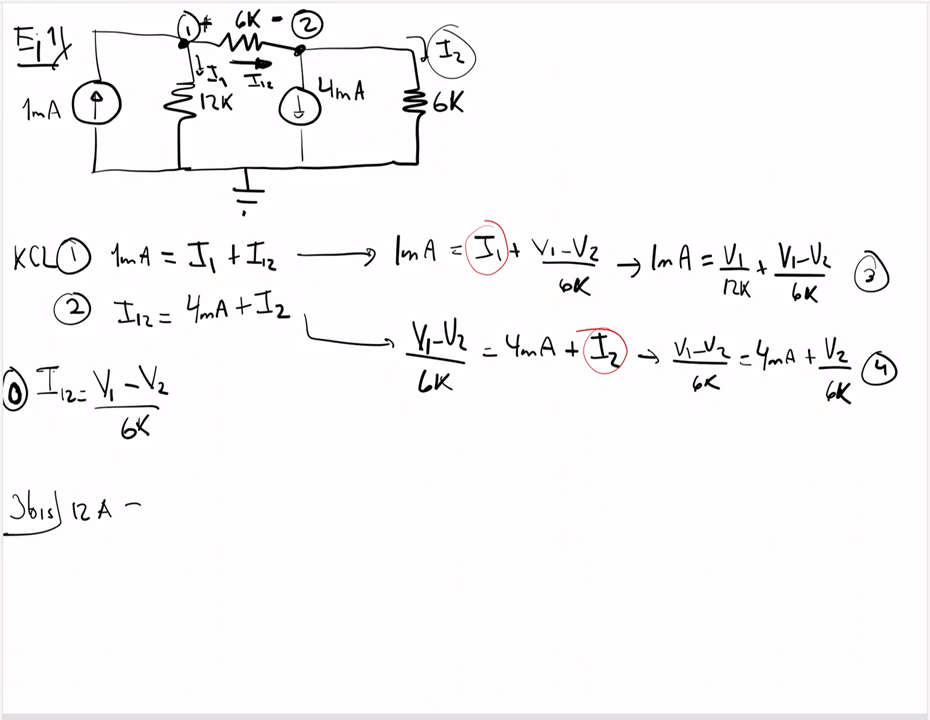 Ej 1)
① + 6K - ②
I₁ I₁₂ 4mA I₂
1mA 12K 6K
KCL ① 1mA = I₁ + I₁₂ → 1mA = I₁ + (V₁-V₂)/6K → 1mA = V₁/12K + (V₁-V₂)/6K ③
② I₁₂ = 4mA + I₂ → (V₁-V₂)/6K = 4mA + I₂ → (V₁-V₂)/6K = 4mA + V₂/6K ④
⓪ I₁₂ = (V₁-V₂)/6K
3bis) 12A =